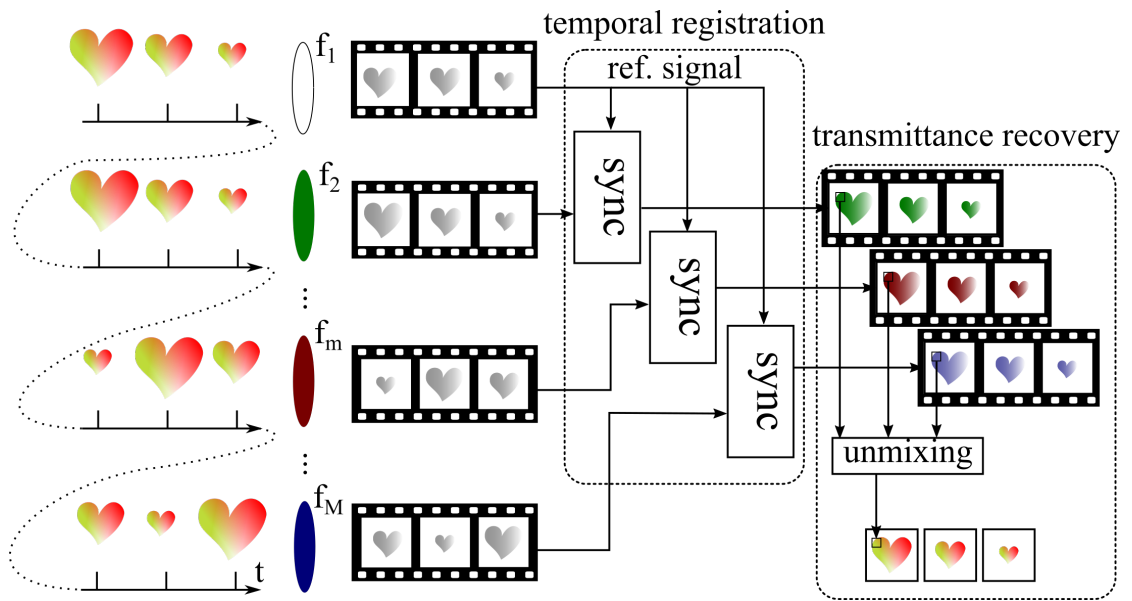 temporal registration
ref. signal
f1
sync
transmittance recovery
f2
sync
...
fm
sync
unmixing
...
fM
t